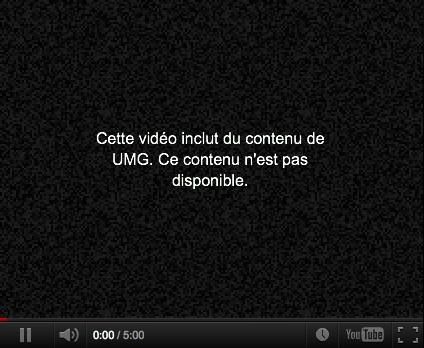 Cette vidéo inclut du contenu de
UMG. Ce contenu n'est pas
disponible.
0:00 / 5:00 YouTube